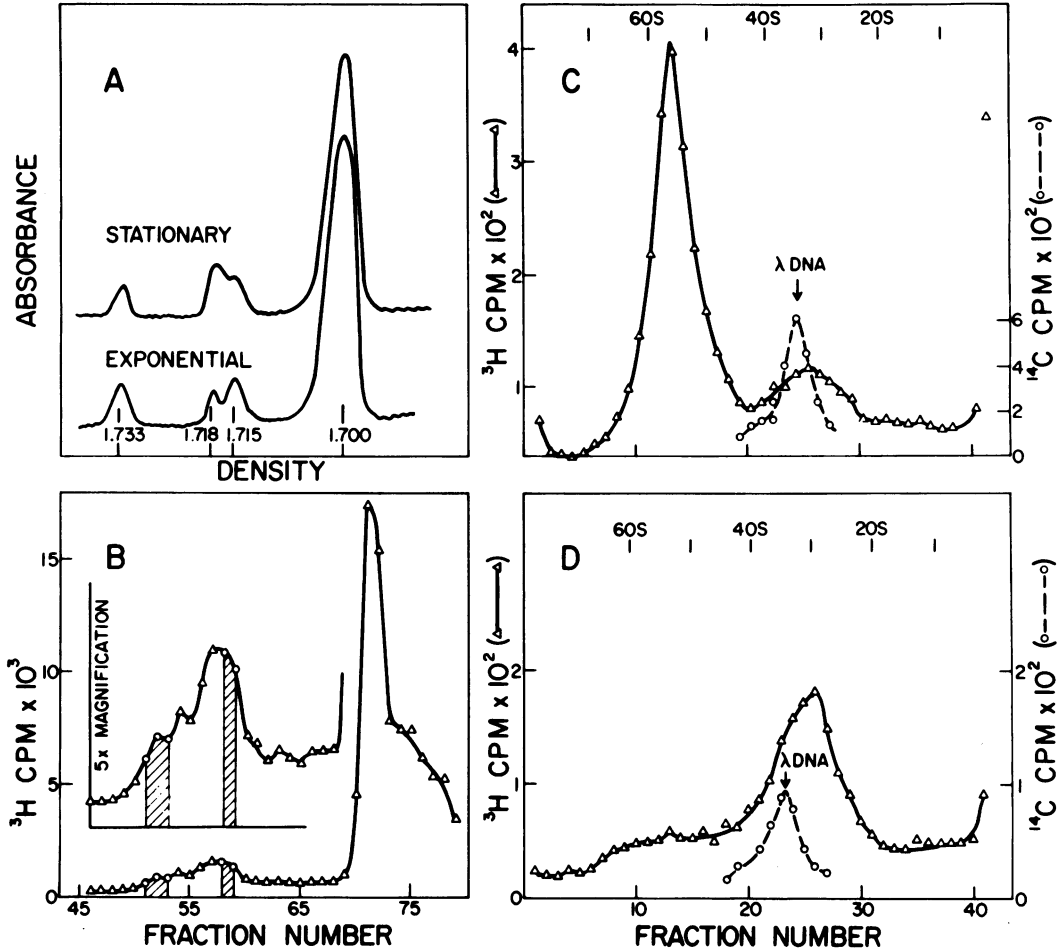 A
ABSORBANCE
STATIONARY
EXPONENTIAL
1.733 1.718 1.715 1.700
DENSITY
C
60S 40S 20S
4
3
2
1
³H CPM x 10² (△——△)
λ DNA
6
4
2
0
¹⁴C CPM x 10² (○–––○)
B
15
10
5
0
³H CPM x 10³
5x MAGNIFICATION
45 55 65 75
FRACTION NUMBER
D
60S 40S 20S
2
1
0
³H CPM x 10² (△——△)
λDNA
2
1
0
¹⁴C CPM x 10² (○–––○)
10 20 30 40
FRACTION NUMBER